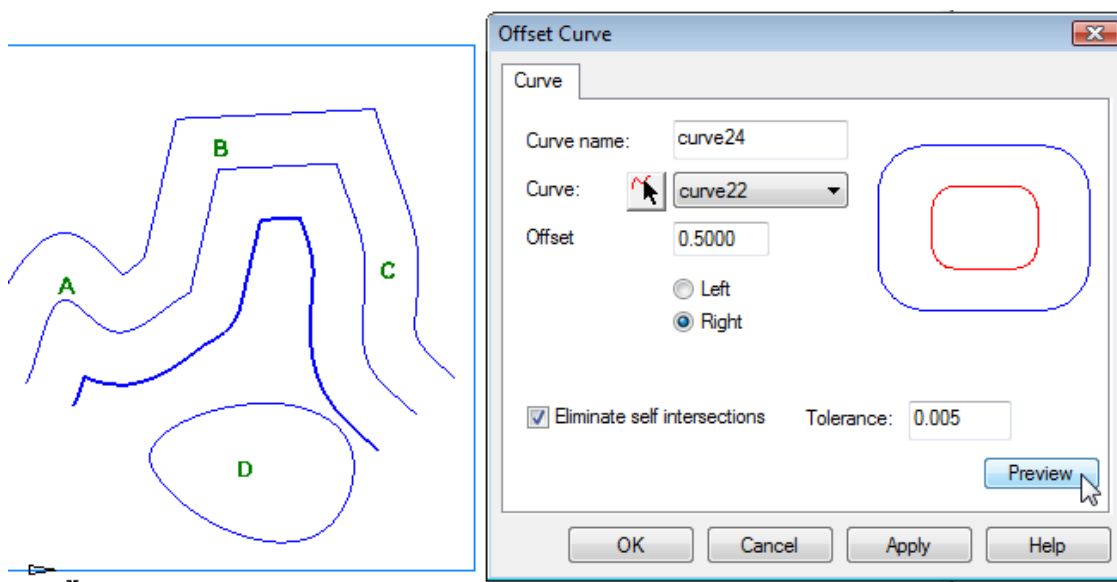 B
A
C
D
Offset Curve
Curve
Curve name: curve24
Curve: curve22
Offset 0.5000
Left
Right
Eliminate self intersections Tolerance: 0.005
Preview
OK Cancel Apply Help